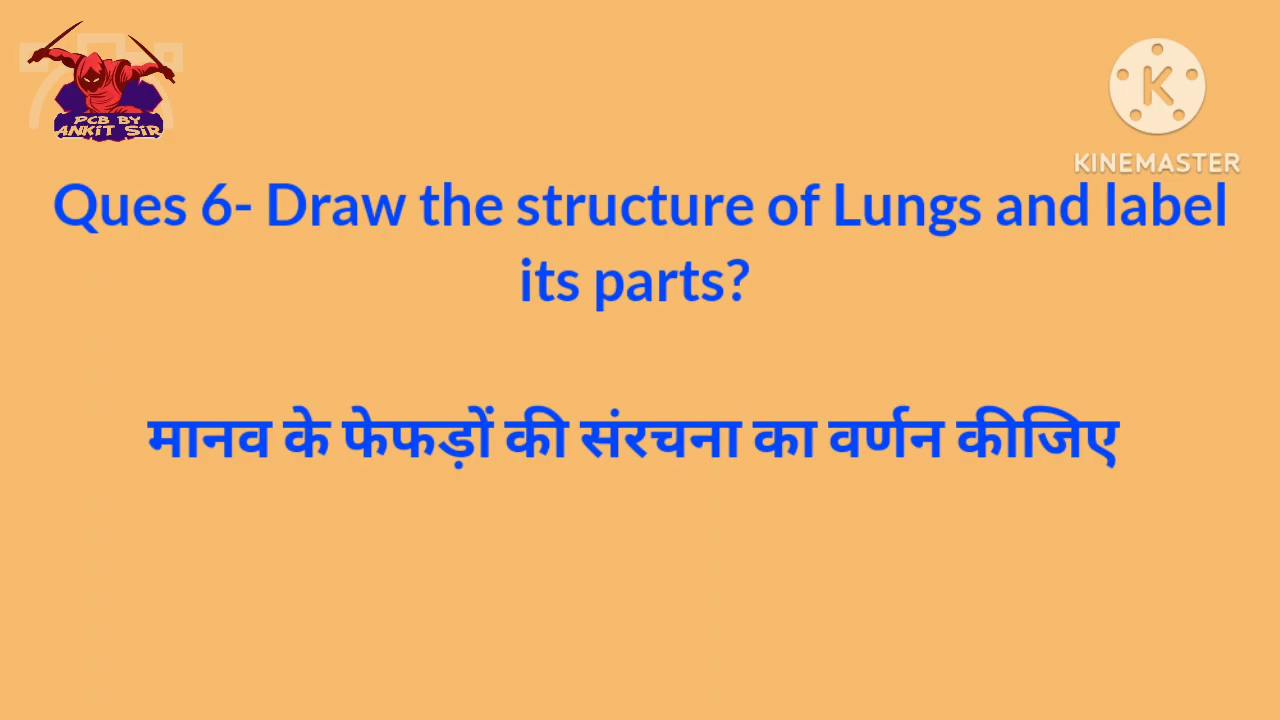 PCB BY
ANKIT SIR
K
KINEMASTER
Ques 6- Draw the structure of Lungs and label
its parts?
मानव के फेफड़ों की संरचना का वर्णन कीजिए